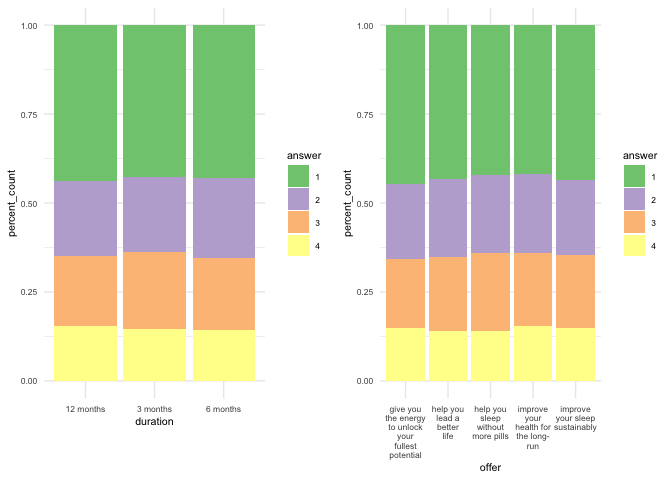 1.00
0.75
0.50
0.25
0.00
percent_count
12 months
3 months
6 months
duration
answer
1
2
3
4
1.00
0.75
0.50
0.25
0.00
percent_count
give you
the energy
to unlock
your
fullest
potential
help you
lead a
better
life
help you
sleep
without
more pills
improve
your
health for
the long-
run
improve
your sleep
sustainably
offer
answer
1
2
3
4